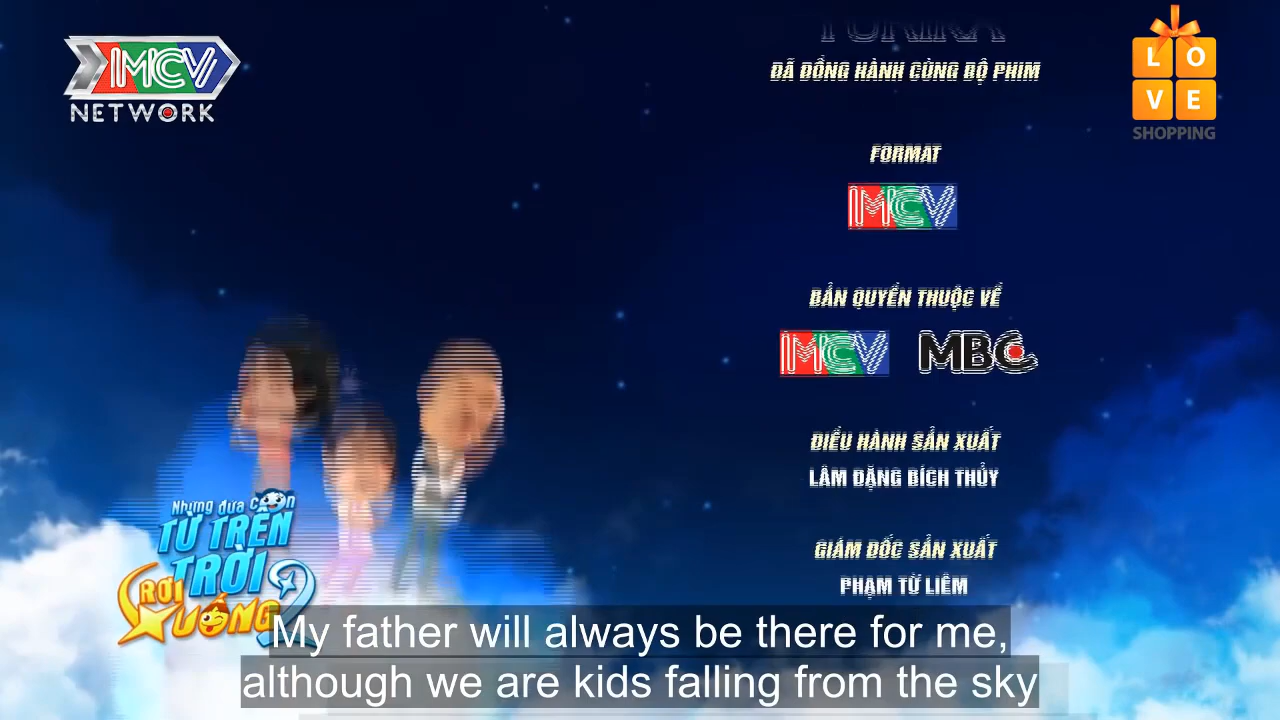 MCV
NETWORK
ĐÃ ĐỒNG HÀNH CÙNG BỘ PHIM
L O
V E
SHOPPING
FORMAT
MCV
BẢN QUYỀN THUỘC VỀ
MCV MBC
ĐIỀU HÀNH SẢN XUẤT
LÂM ĐẶNG BÍCH THỦY
GIÁM ĐỐC SẢN XUẤT
PHẠM TỪ LIÊM
Những đứa con
TỪ TRÊN
TRỜI
RƠI
XUỐNG
My father will always be there for me,
although we are kids falling from the sky